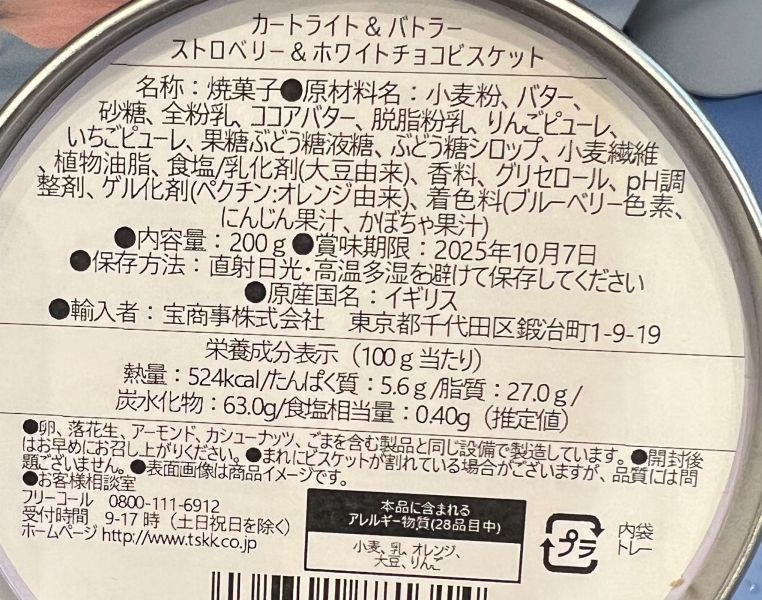 カートライト & バトラー
ストロベリー & ホワイトチョコビスケット
名称：焼菓子●原材料名：小麦粉、バター、
砂糖、全粉乳、ココアバター、脱脂粉乳、りんごピューレ、
いちごピューレ、果糖ぶどう糖液糖、ぶどう糖シロップ、小麦繊維
、植物油脂、食塩/乳化剤(大豆由来)、香料、グリセロール、pH調
整剤、ゲル化剤(ペクチン:オレンジ由来)、着色料(ブルーベリー色素、
にんじん果汁、かぼちゃ果汁)
●内容量：200ｇ●賞味期限：2025年10月7日
●保存方法：直射日光・高温多湿を避けて保存してください
●原産国名：イギリス
●輸入者：宝商事株式会社　東京都千代田区鍛冶町1-9-19
栄養成分表示（100ｇ当たり）
熱量：524kcal/たんぱく質：5.6ｇ/脂質：27.0ｇ/
炭水化物：63.0g/食塩相当量：0.40g（推定値）
●卵、落花生、アーモンド、カシューナッツ、ごまを含む製品と同じ設備で製造しています。●開封後
はお早めにお召し上がりください。●まれにビスケットが割れている場合がございますが、品質には問
題ございません。●表面画像は商品イメージです。
●お客様相談室
フリーコール　0800-111-6912
受付時間　9-17時（土日祝日を除く）
ホームページ http://www.tskk.co.jp
本品に含まれる
アレルギー物質(28品目中)
小麦、乳、オレンジ、
大豆、りんご
プラ
内袋
トレー